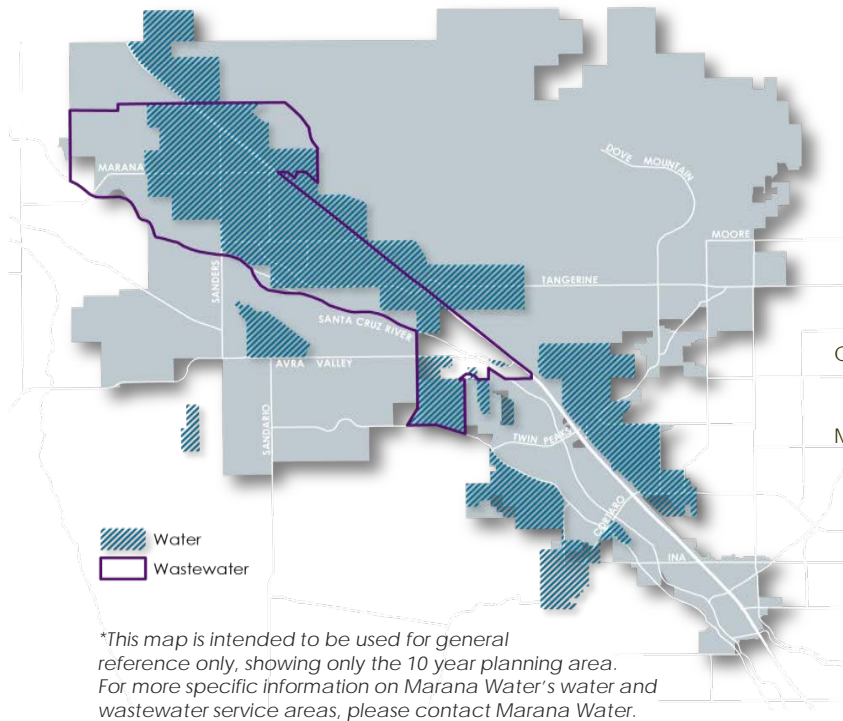 DOVE MOUNTAIN
MARANA
MOORE
SANDERS
TANGERINE
SANTA CRUZ RIVER
AVRA VALLEY
SANDARIO
TWIN PEAKS
CORTARO
INA
Water
Wastewater
*This map is intended to be used for general
reference only, showing only the 10 year planning area.
For more specific information on Marana Water's water and
wastewater service areas, please contact Marana Water.